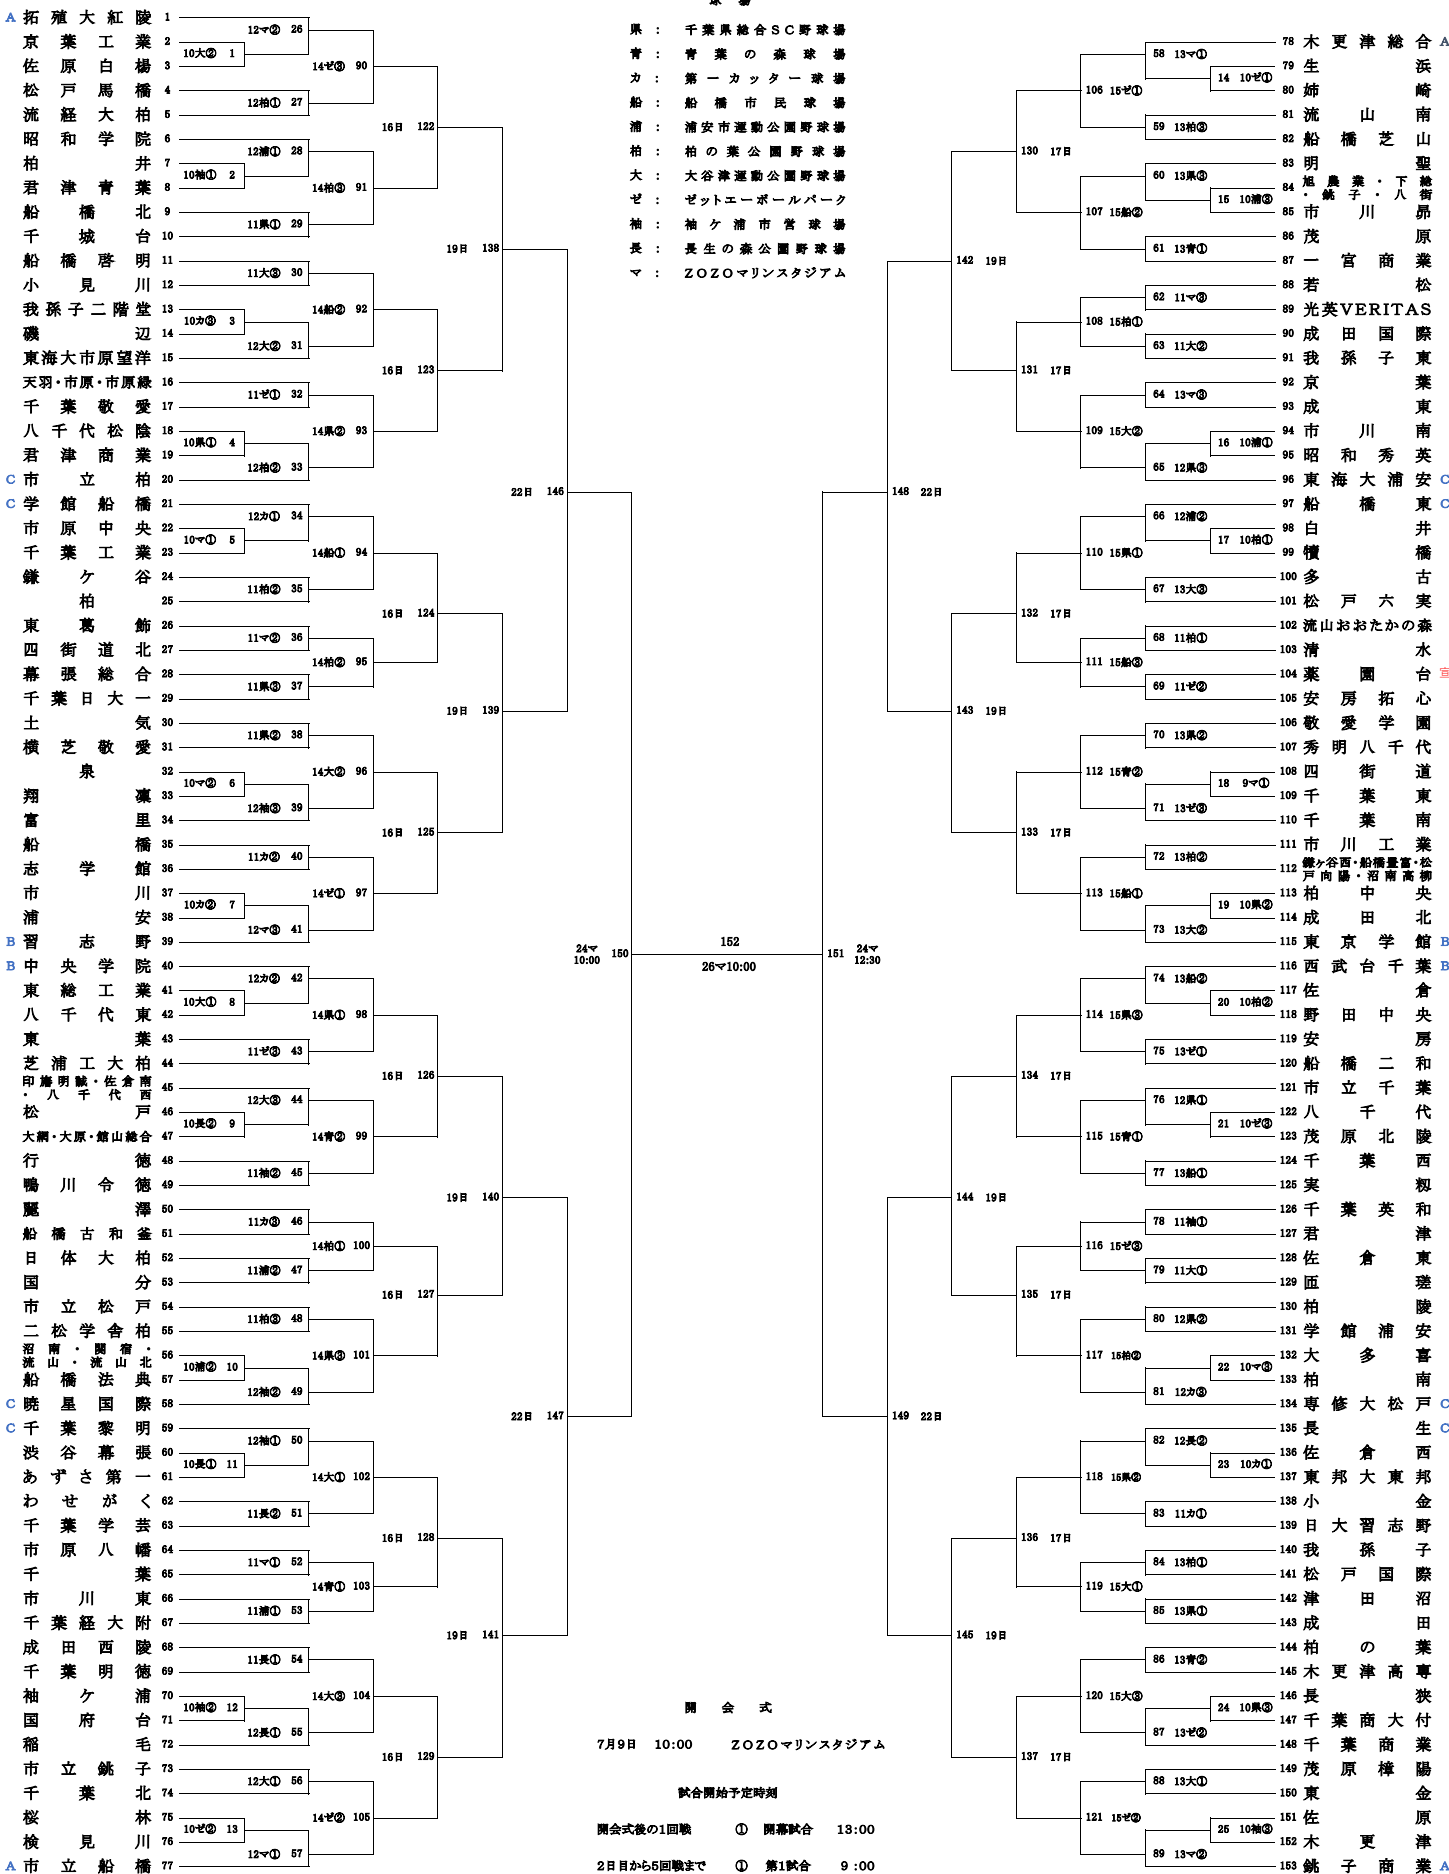 球場
県 ： 千葉県総合SC野球場
青 ： 青葉の森球場
カ ： 第一カッター球場
船 ： 船橋市民球場
浦 ： 浦安市運動公園野球場
柏 ： 柏の葉公園野球場
大 ： 大谷津運動公園野球場
ゼ ： ゼットエーボールパーク
袖 ： 袖ケ浦市営球場
長 ： 長生の森公園野球場
マ ： ZOZOマリンスタジアム
A 拓殖大紅陵 1
京葉工業 2
佐原白楊 3
松戸馬橋 4
流経大柏 5
昭和学院 6
柏井 7
君津青葉 8
船橋北 9
千城台 10
船橋啓明 11
小見川 12
我孫子二階堂 13
磯辺 14
東海大市原望洋 15
天羽・市原・市原緑 16
千葉敬愛 17
八千代松陰 18
君津商業 19
C 市立柏 20
C 学館船橋 21
市原中央 22
千葉工業 23
鎌ケ谷 24
柏 25
東葛飾 26
四街道北 27
幕張総合 28
千葉日大一 29
土気 30
横芝敬愛 31
泉 32
翔凜 33
富里 34
船橋 35
志学館 36
市川 37
浦安 38
B 習志野 39
B 中央学院 40
東総工業 41
八千代東 42
東葉 43
芝浦工大柏 44
印旛明誠・佐倉南
・八千代西 45
松戸 46
大網・大原・館山総合 47
行徳 48
鴨川令徳 49
麗澤 50
船橋古和釜 51
日体大柏 52
国分 53
市立松戸 54
二松学舎柏 55
沼南・関宿・
流山・流山北 56
船橋法典 57
C 暁星国際 58
C 千葉黎明 59
渋谷幕張 60
あずさ第一 61
わせがく 62
千葉学芸 63
市原八幡 64
千葉 65
市川東 66
千葉経大附 67
成田西陵 68
千葉明徳 69
袖ケ浦 70
国府台 71
稲毛 72
市立銚子 73
千葉北 74
桜林 75
検見川 76
A 市立船橋 77
10大② 1
10袖① 2
10カ③ 3
10県① 4
10マ① 5
10マ② 6
10カ② 7
10大① 8
10長② 9
10浦② 10
10長① 11
10袖② 12
10ゼ② 13
12マ② 26
12柏① 27
12浦① 28
11県① 29
11大③ 30
12大② 31
11ゼ① 32
12柏② 33
12カ① 34
11柏② 35
11マ② 36
11県③ 37
11県② 38
12袖③ 39
11カ② 40
12マ③ 41
12カ② 42
11ゼ③ 43
12大③ 44
11袖② 45
11カ③ 46
11浦② 47
11柏③ 48
12袖② 49
12袖① 50
11長② 51
11マ① 52
11浦① 53
11長① 54
12長① 55
12大① 56
12マ① 57
14ゼ③ 90
14柏③ 91
14船② 92
14県② 93
14船① 94
14柏② 95
14大② 96
14ゼ① 97
14県① 98
14青② 99
14柏① 100
14県③ 101
14大① 102
14青① 103
14大③ 104
14ゼ② 105
16日 122
16日 123
16日 124
16日 125
16日 126
16日 127
16日 128
16日 129
19日 138
19日 139
19日 140
19日 141
22日 146
22日 147
24マ
10:00 150
152
26マ10:00
151 24マ
12:30
148 22日
149 22日
142 19日
143 19日
144 19日
145 19日
130 17日
131 17日
132 17日
133 17日
134 17日
135 17日
136 17日
137 17日
106 15ゼ①
107 15船②
108 15柏①
109 15大②
110 15県①
111 15船③
112 15青②
113 15船①
114 15県③
115 15青①
116 15ゼ③
117 15柏②
118 15県②
119 15大①
120 15大③
121 15ゼ②
58 13マ①
59 13柏③
60 13県③
61 13青①
62 11マ③
63 11大②
64 13マ③
65 12県③
66 12浦②
67 13大③
68 11柏①
69 11ゼ②
70 13県②
71 13ゼ③
72 13柏②
73 13大②
74 13船②
75 13ゼ①
76 12県①
77 13船①
78 11袖①
79 11大①
80 12県②
81 12カ③
82 12長②
83 11カ①
84 13柏①
85 13県①
86 13青②
87 13ゼ②
88 13大①
89 13マ②
14 10ゼ①
15 10浦③
16 10浦①
17 10柏①
18 9マ①
19 10県②
20 10柏②
21 10ゼ③
22 10マ③
23 10カ①
24 10県③
25 10袖③
78 木更津総合 A
79 生浜
80 姉崎
81 流山南
82 船橋芝山
83 明聖
84 旭農業・下総
・銚子・八街
85 市川昴
86 茂原
87 一宮商業
88 若松
89 光英VERITAS
90 成田国際
91 我孫子東
92 京葉
93 成東
94 市川南
95 昭和秀英
96 東海大浦安 C
97 船橋東 C
98 白井
99 犢橋
100 多古
101 松戸六実
102 流山おおたかの森
103 清水
104 薬園台 宣
105 安房拓心
106 敬愛学園
107 秀明八千代
108 四街道
109 千葉東
110 千葉南
111 市川工業
112 鎌ヶ谷西・船橋豊富・松
戸向陽・沼南高柳
113 柏中央
114 成田北
115 東京学館 B
116 西武台千葉 B
117 佐倉
118 野田中央
119 安房
120 船橋二和
121 市立千葉
122 八千代
123 茂原北陵
124 千葉西
125 実籾
126 千葉英和
127 君津
128 佐倉東
129 匝瑳
130 柏陵
131 学館浦安
132 大多喜
133 柏南
134 専修大松戸 C
135 長生 C
136 佐倉西
137 東邦大東邦
138 小金
139 日大習志野
140 我孫子
141 松戸国際
142 津田沼
143 成田
144 柏の葉
145 木更津高専
146 長狭
147 千葉商大付
148 千葉商業
149 茂原樟陽
150 東金
151 佐原
152 木更津
153 銚子商業 A
開会式
7月9日 10:00 ZOZOマリンスタジアム
試合開始予定時刻
開会式後の1回戦 ① 開幕試合 13:00
2日目から5回戦まで ① 第1試合 9:00